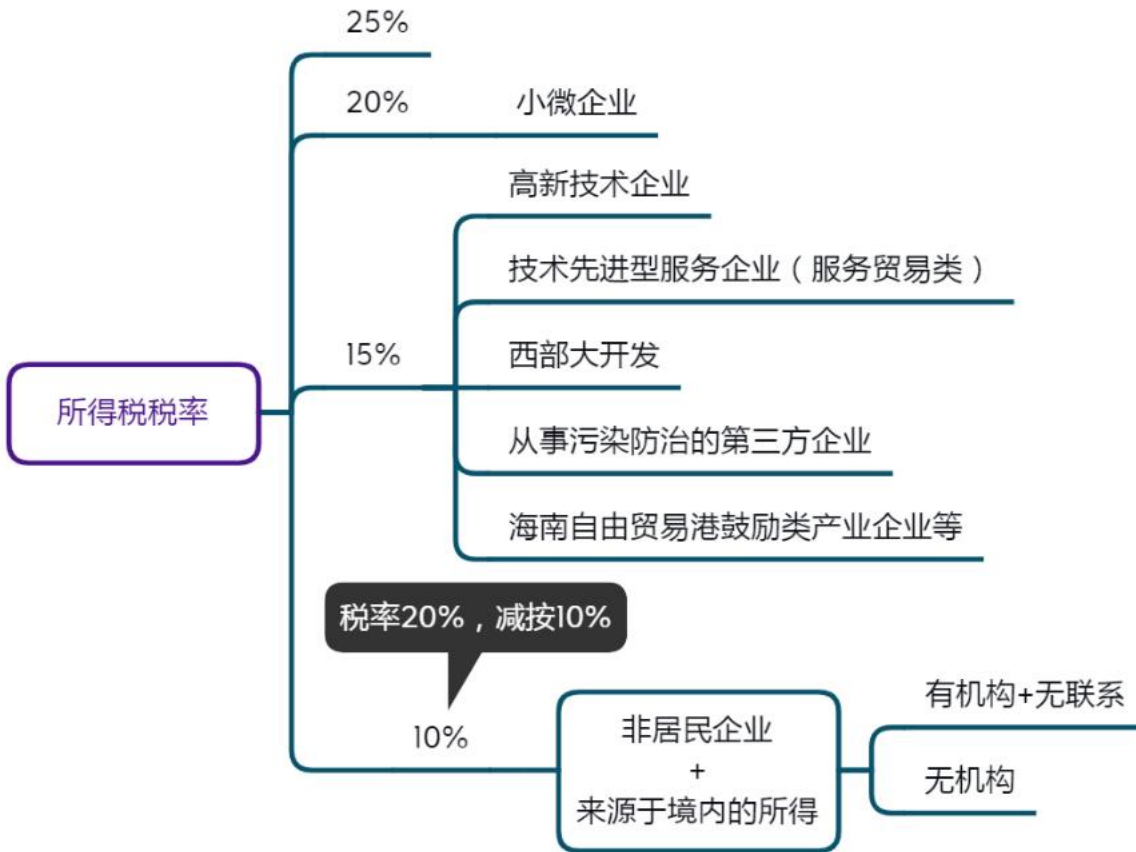 25%
20%
小微企业
高新技术企业
技术先进型服务企业（服务贸易类）
15%
西部大开发
所得税税率
从事污染防治的第三方企业
海南自由贸易港鼓励类产业企业等
税率20%，减按10%
10%
非居民企业
+
来源于境内的所得
有机构+无联系
无机构